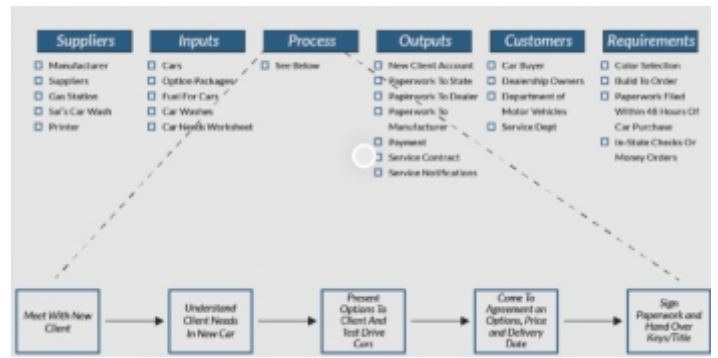 Suppliers
Inputs
Process
Outputs
Customers
Requirements
Manufacturer
Suppliers
Gas Station
Sal's Car Wash
Printer
Cars
Option Packages
Fuel For Cars
Car Washes
Car Needs Worksheet
See Below
New Client Account
Paperwork To State
Paperwork To Dealer
Paperwork To
Manufacturer
Payment
Service Contract
Service Notifications
Car Buyer
Dealership Owners
Department of
Motor Vehicles
Service Dept
Color Selection
Build To Order
Paperwork Filed
Within 48 Hours Of
Car Purchase
In-State Checks Or
Money Orders
Meet With New
Client
Understand
Client Needs
In New Car
Present
Options To
Client And
Test Drive
Cars
Come To
Agreement on
Options, Price
and Delivery
Date
Sign
Paperwork and
Hand Over
Keys/Title